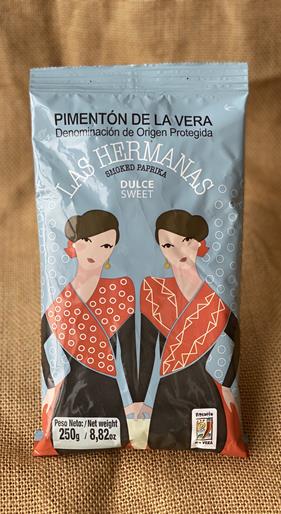 PIMENTÓN DE LA VERA
Denominación de Origen Protegida
LAS HERMANAS
SMOKED PAPRIKA
DULCE
SWEET
Peso Neto:/Net weight
250g / 8,82oz